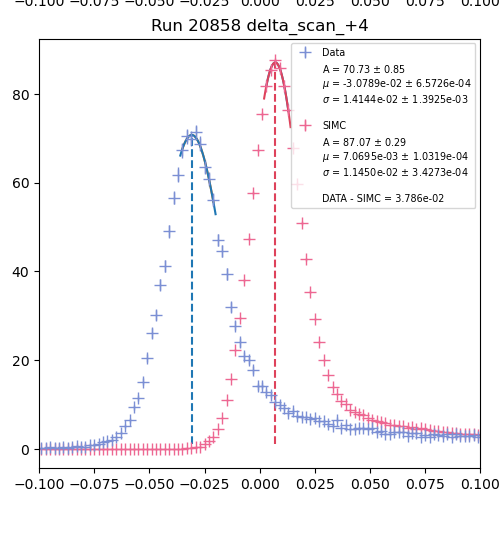 −0.100 −0.075 −0.050 −0.025 0.000 0.025 0.050 0.075 0.100
Run 20858 delta_scan_+4
Data
A = 70.73 ± 0.85
μ = -3.0789e-02 ± 6.5726e-04
σ = 1.4144e-02 ± 1.3925e-03
SIMC
A = 87.07 ± 0.29
μ = 7.0695e-03 ± 1.0319e-04
σ = 1.1450e-02 ± 3.4273e-04
DATA - SIMC = 3.786e-02
80
60
40
20
0
−0.100 −0.075 −0.050 −0.025 0.000 0.025 0.050 0.075 0.100